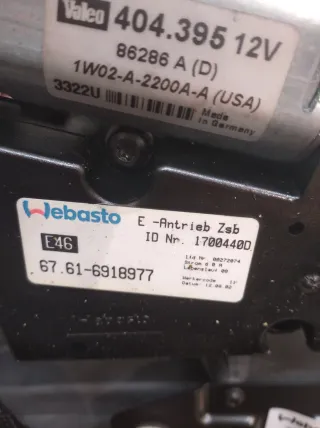 Valeo 404.395 12V
86286 A (D)
1W02-A-2200A-A (USA)
3322U
Made
in Germany
Webasto
E -Antrieb Zsb
E46
ID Nr. 1700440D
67.61-6918977